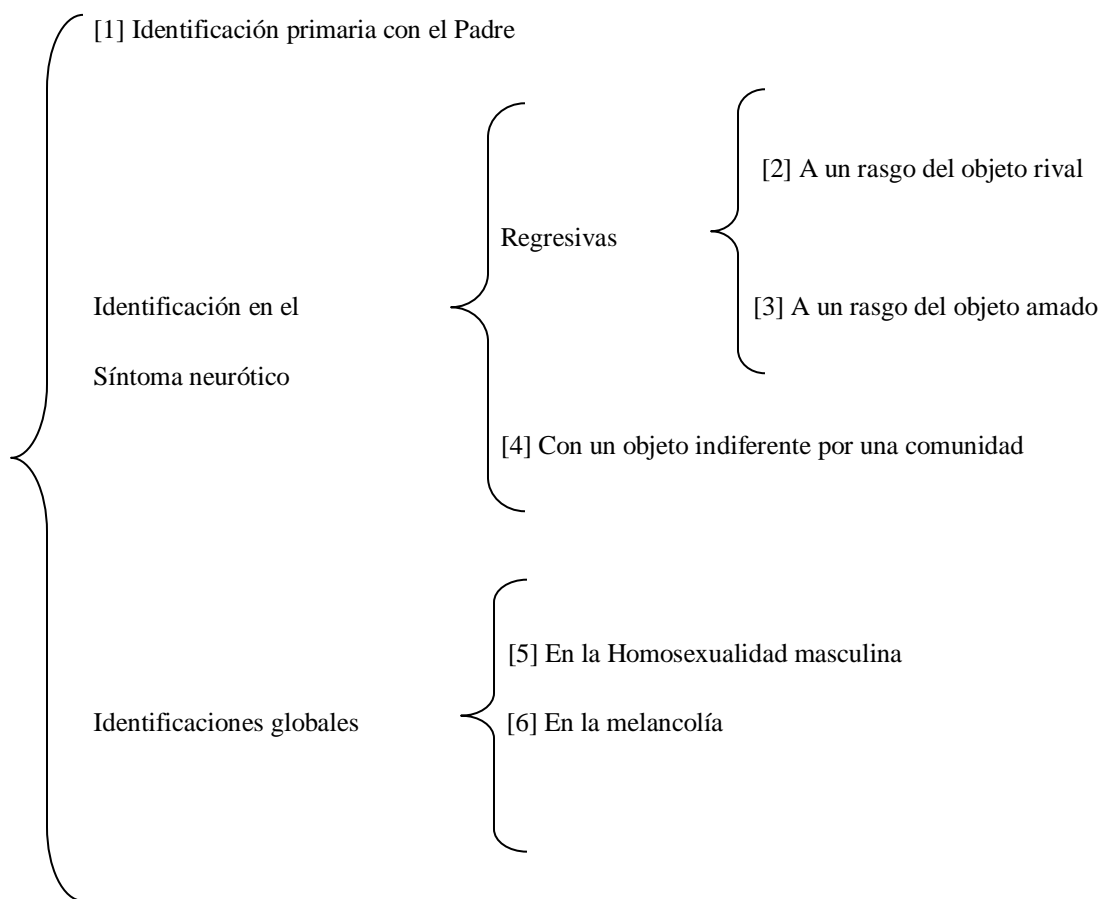 [1] Identificación primaria con el Padre
[2] A un rasgo del objeto rival
Regresivas
Identificación en el
[3] A un rasgo del objeto amado
Síntoma neurótico
[4] Con un objeto indiferente por una comunidad
[5] En la Homosexualidad masculina
Identificaciones globales
[6] En la melancolía